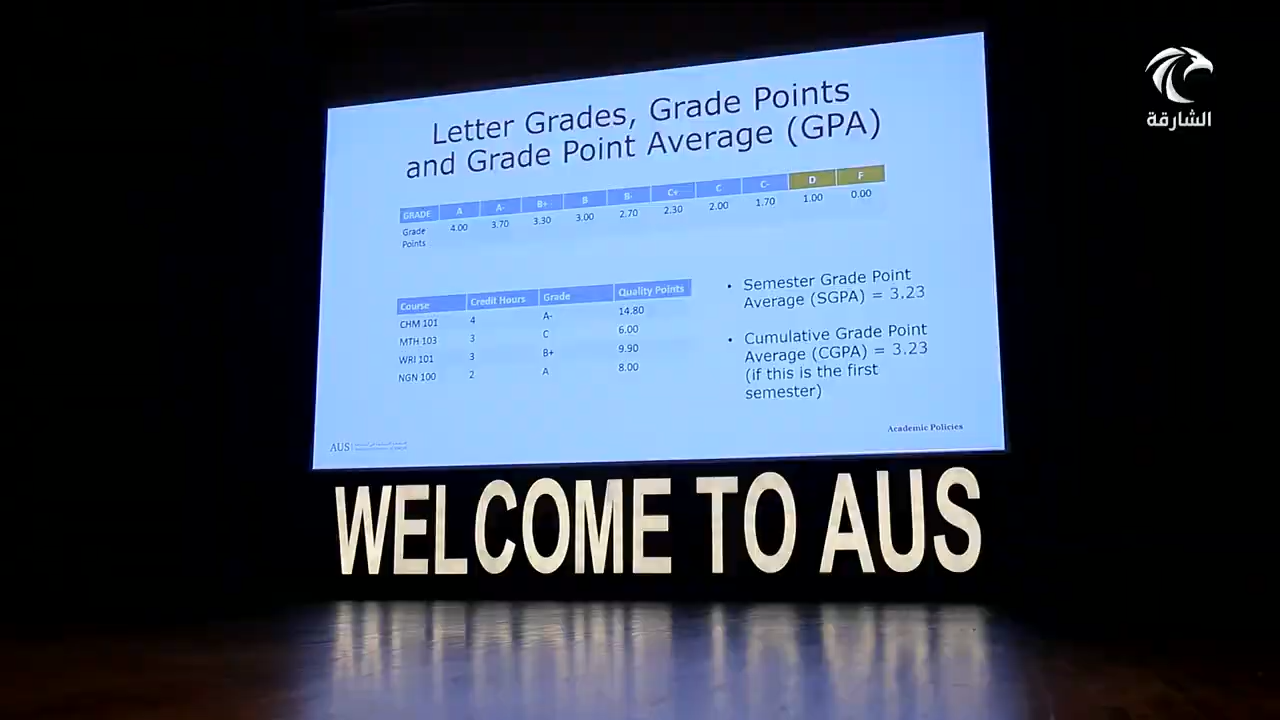 الشارقة
Letter Grades, Grade Points
and Grade Point Average (GPA)
GRADE A A- B+ B B- C+ C C- D F
Grade Points 4.00 3.70 3.30 3.00 2.70 2.30 2.00 1.70 1.00 0.00
Course Credit Hours Grade Quality Points
CHM 101 4 A- 14.80
MTH 103 3 C 6.00
WRI 101 3 B+ 9.90
NGN 100 2 A 8.00
• Semester Grade Point
Average (SGPA) = 3.23
• Cumulative Grade Point
Average (CGPA) = 3.23
(if this is the first
semester)
AUS
Academic Policies
WELCOME TO AUS